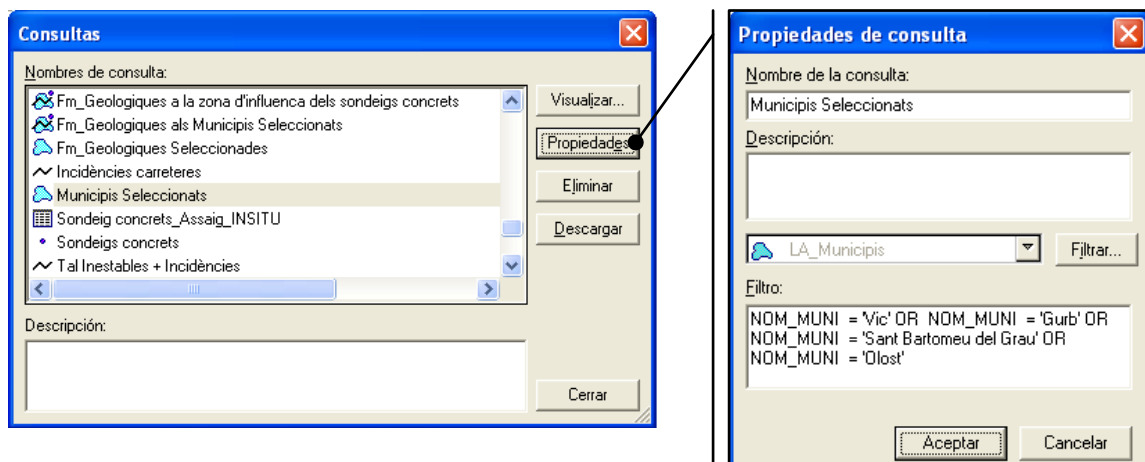 Consultas
Nombres de consulta:
Fm_Geologiques a la zona d'influencia dels sondeigs concrets
Fm_Geologiques als Municipis Seleccionats
Fm_Geologiques Seleccionades
Incidències carreteres
Municipis Seleccionats
Sondeig concrets_Assaig_INSITU
Sondeigs concrets
Tal Inestables + Incidències
Visualizar...
Propiedades
Eliminar
Descargar
Descripción:
Cerrar
Propiedades de consulta
Nombre de la consulta:
Municipis Seleccionats
Descripción:
LA_Municipis
Filtrar...
Filtro:
NOM_MUNI = 'Vic' OR NOM_MUNI = 'Gurb' OR
NOM_MUNI = 'Sant Bartomeu del Grau' OR
NOM_MUNI = 'Olost'
Aceptar
Cancelar